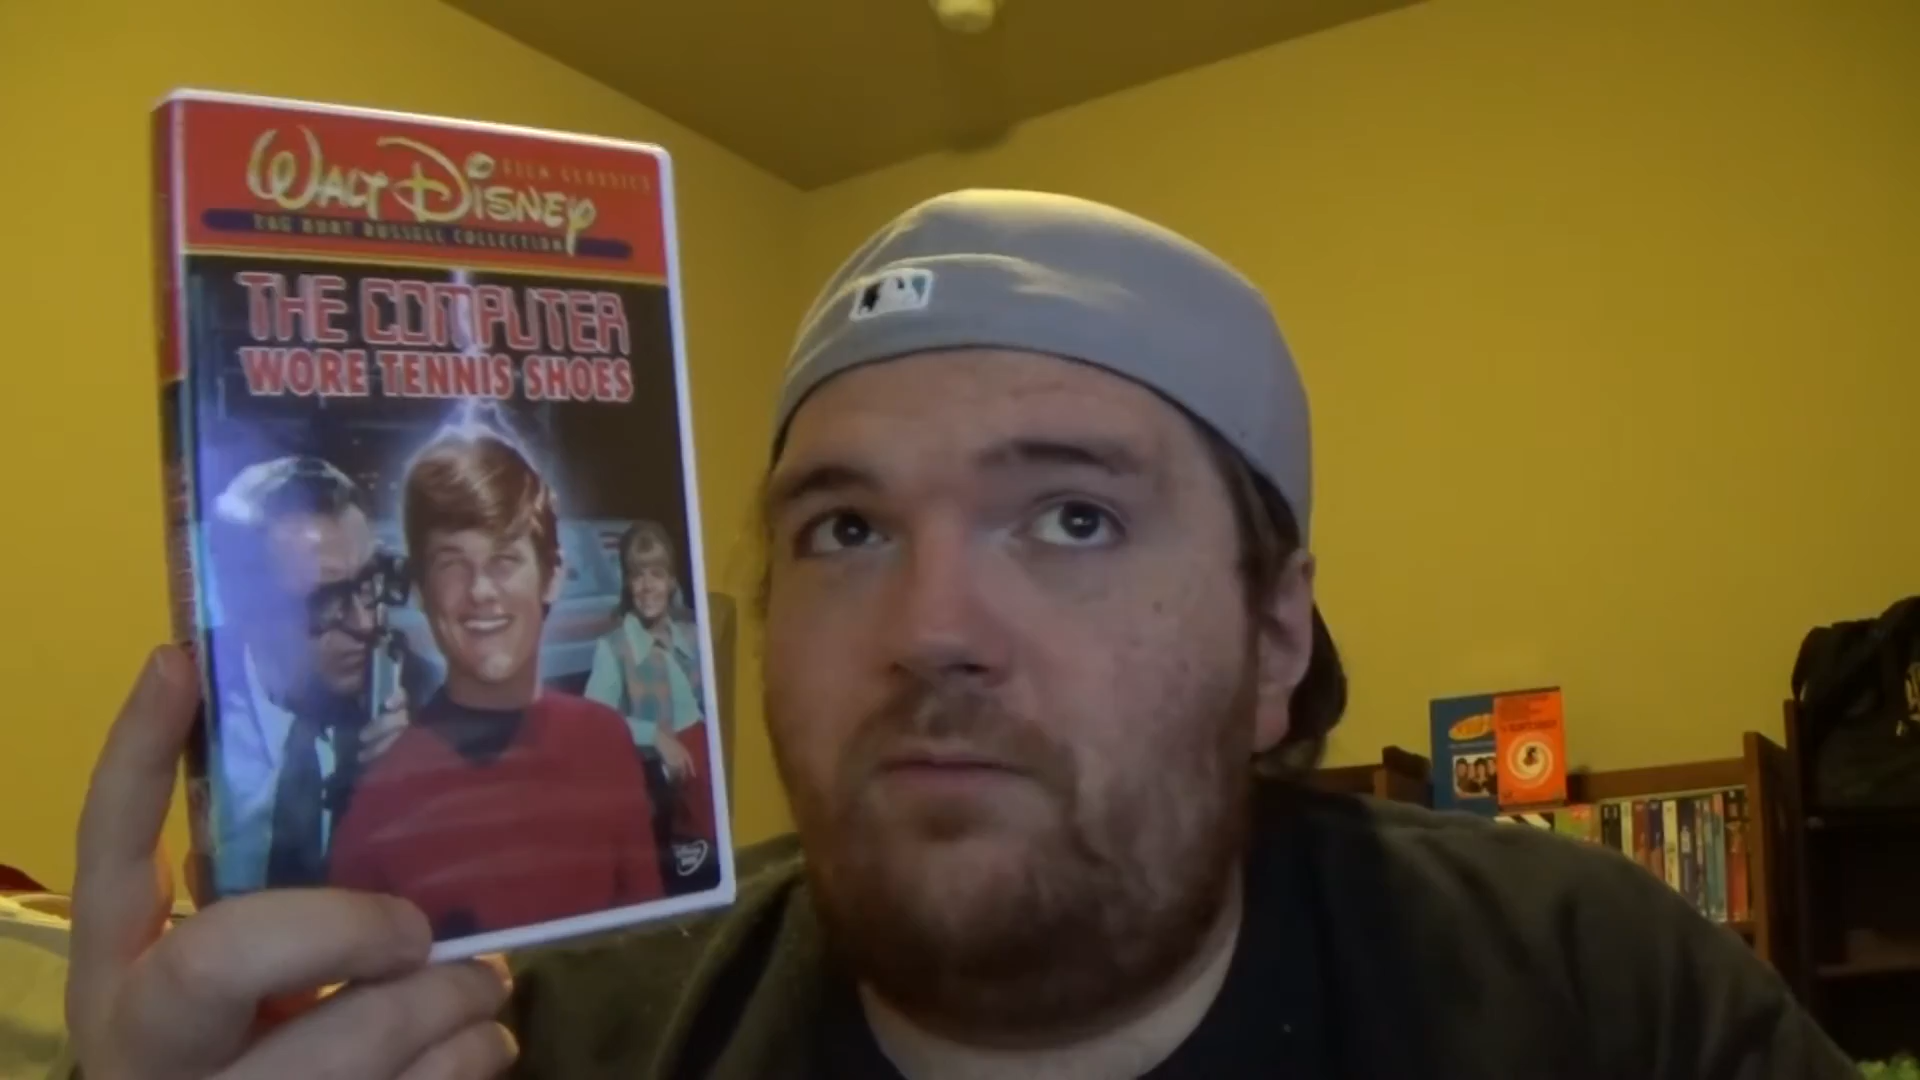 FILM CLASSICS
WALT DISNEY
THE KURT RUSSELL COLLECTION
THE COMPUTER
WORE TENNIS SHOES